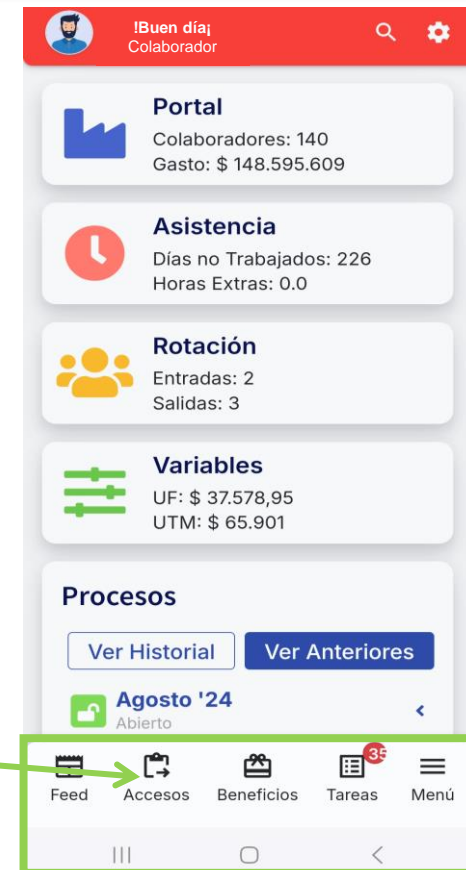 !Buen día¡
Colaborador
Portal
Colaboradores: 140
Gasto: $ 148.595.609
Asistencia
Días no Trabajados: 226
Horas Extras: 0.0
Rotación
Entradas: 2
Salidas: 3
Variables
UF: $ 37.578,95
UTM: $ 65.901
Procesos
Ver Historial Ver Anteriores
Agosto '24
Abierto
35
Feed Accesos Beneficios Tareas Menú